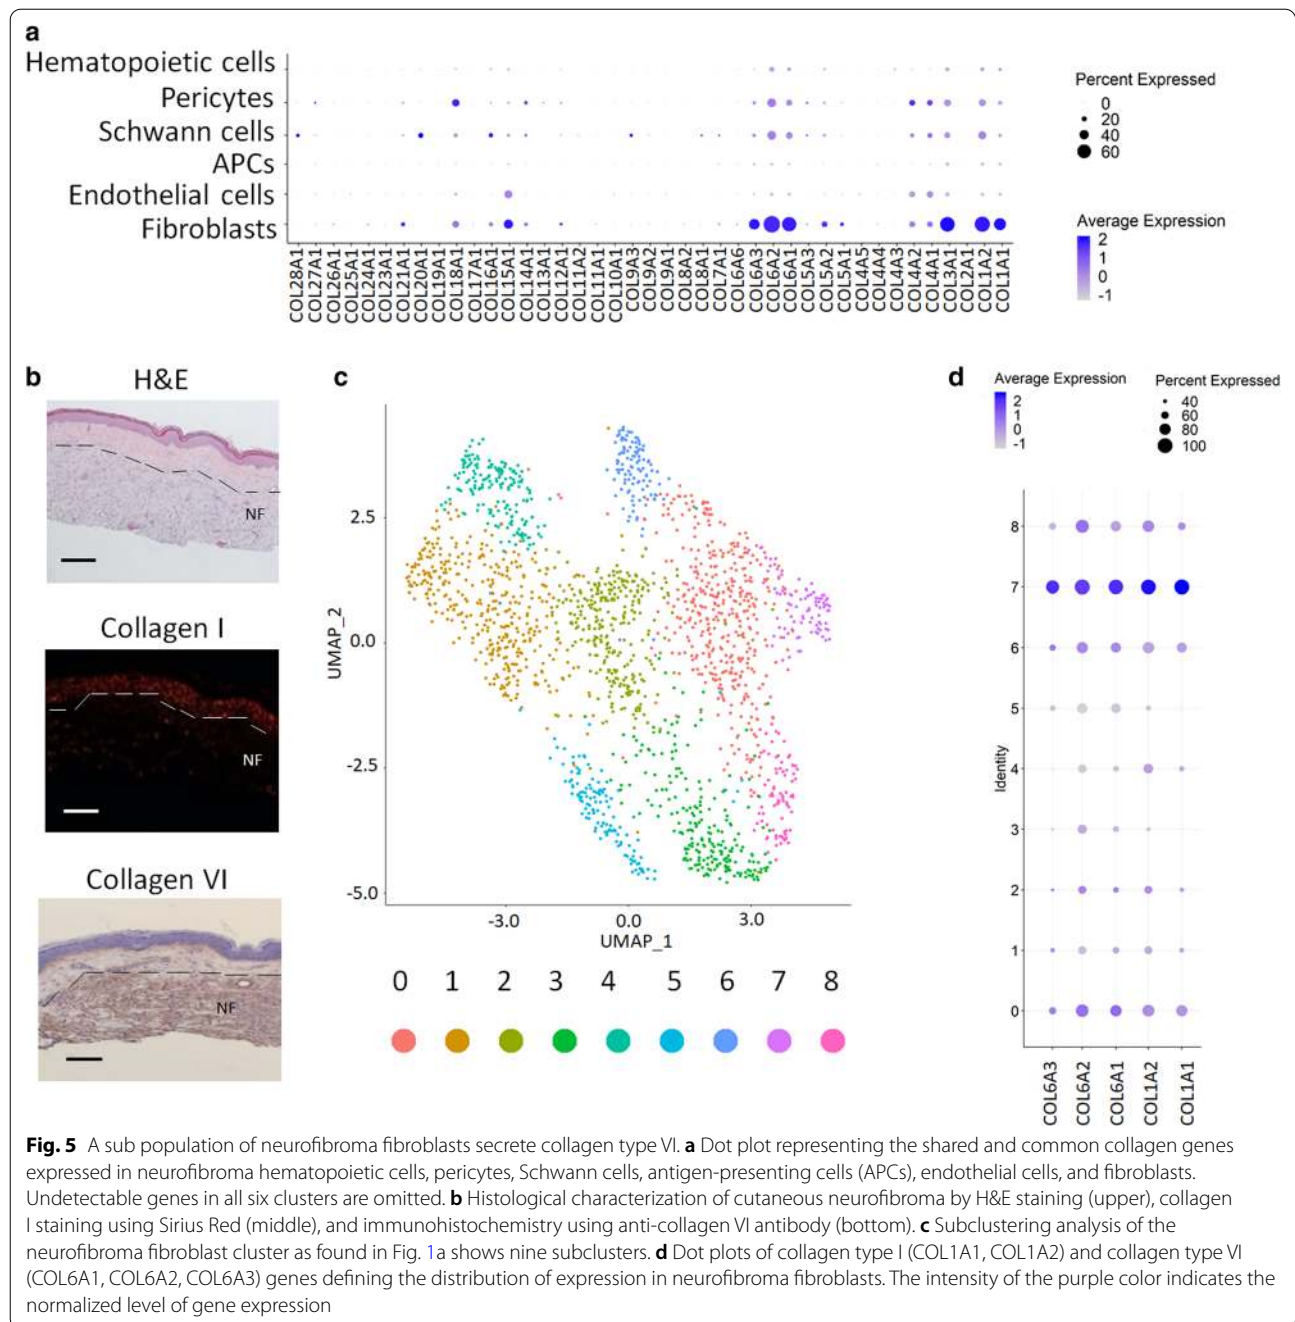 a
Hematopoietic cells
Pericytes
Schwann cells
APCs
Endothelial cells
Fibroblasts
COL28A1
COL27A1
COL26A1
COL25A1
COL24A1
COL23A1
COL21A1
COL20A1
COL19A1
COL18A1
COL17A1
COL16A1
COL15A1
COL14A1
COL13A1
COL12A1
COL11A2
COL11A1
COL10A1
COL9A3
COL9A2
COL9A1
COL8A2
COL8A1
COL7A1
COL6A6
COL6A3
COL6A2
COL6A1
COL5A3
COL5A2
COL5A1
COL4A5
COL4A4
COL4A3
COL4A2
COL4A1
COL3A1
COL2A1
COL1A2
COL1A1
Percent Expressed
0
20
40
60
Average Expression
2
1
0
-1
b
H&E
NF
Collagen I
NF
Collagen VI
NF
c
UMAP_2
2.5
0.0
-2.5
-5.0
-3.0 0.0 3.0
UMAP_1
0 1 2 3 4 5 6 7 8
d
Average Expression
2
1
0
-1
Percent Expressed
40
60
80
100
Identity
8
7
6
5
4
3
2
1
0
COL6A3
COL6A2
COL6A1
COL1A2
COL1A1
Fig. 5 A sub population of neurofibroma fibroblasts secrete collagen type VI. a Dot plot representing the shared and common collagen genes
expressed in neurofibroma hematopoietic cells, pericytes, Schwann cells, antigen-presenting cells (APCs), endothelial cells, and fibroblasts.
Undetectable genes in all six clusters are omitted. b Histological characterization of cutaneous neurofibroma by H&E staining (upper), collagen
I staining using Sirius Red (middle), and immunohistochemistry using anti-collagen VI antibody (bottom). c Subclustering analysis of the
neurofibroma fibroblast cluster as found in Fig. 1a shows nine subclusters. d Dot plots of collagen type I (COL1A1, COL1A2) and collagen type VI
(COL6A1, COL6A2, COL6A3) genes defining the distribution of expression in neurofibroma fibroblasts. The intensity of the purple color indicates the
normalized level of gene expression